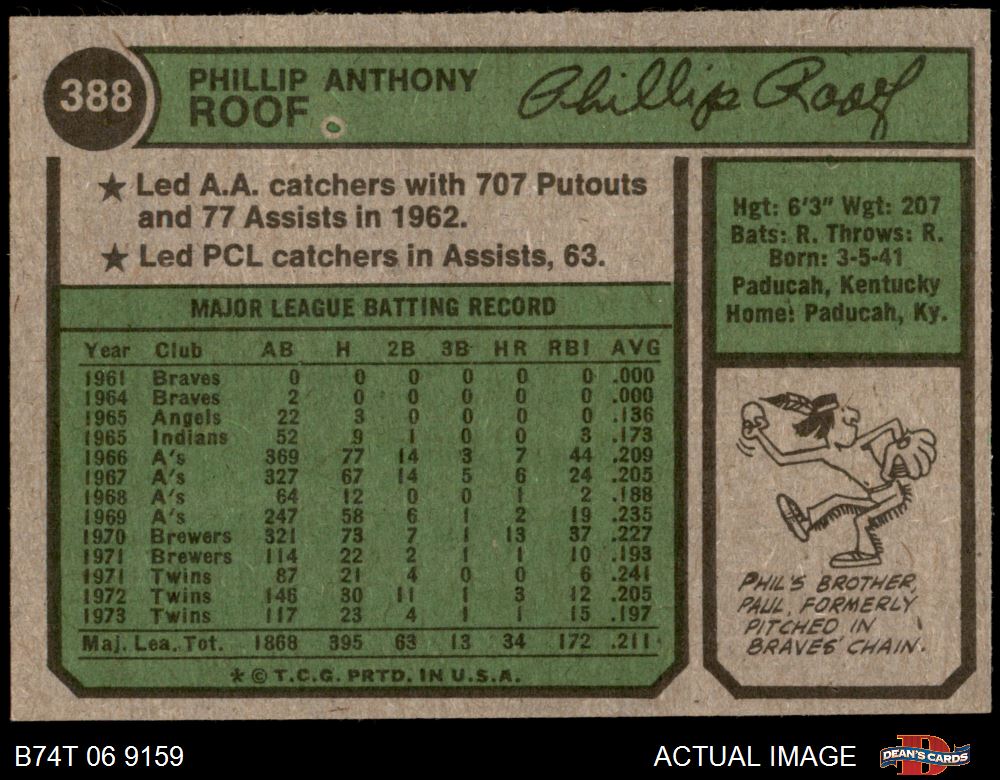 388
PHILLIP ANTHONY
ROOF
Phillip Roof
★ Led A.A. catchers with 707 Putouts
and 77 Assists in 1962.
★ Led PCL catchers in Assists, 63.
MAJOR LEAGUE BATTING RECORD
Year Club AB H 2B 3B HR RBI AVG
1961 Braves 0 0 0 0 0 0 .000
1964 Braves 2 0 0 0 0 0 .000
1965 Angels 22 3 0 0 0 0 .136
1965 Indians 52 9 1 0 0 3 .173
1966 A's 369 77 14 3 7 44 .209
1967 A's 327 67 14 5 6 24 .205
1968 A's 64 12 0 0 1 2 .188
1969 A's 247 58 6 1 2 19 .235
1970 Brewers 321 73 7 1 13 37 .227
1971 Brewers 114 22 2 1 1 10 .193
1971 Twins 87 21 4 0 0 6 .241
1972 Twins 146 30 11 1 3 12 .205
1973 Twins 117 23 4 1 1 15 .197
Maj. Lea. Tot. 1868 395 63 13 34 172 .211
* © T.C.G. PRTD. IN U.S.A.
Hgt: 6'3" Wgt: 207
Bats: R. Throws: R.
Born: 3-5-41
Paducah, Kentucky
Home: Paducah, Ky.
PHIL'S BROTHER,
PAUL, FORMERLY
PITCHED IN
BRAVES' CHAIN.
B74T 06 9159
ACTUAL IMAGE
DEAN'S CARDS